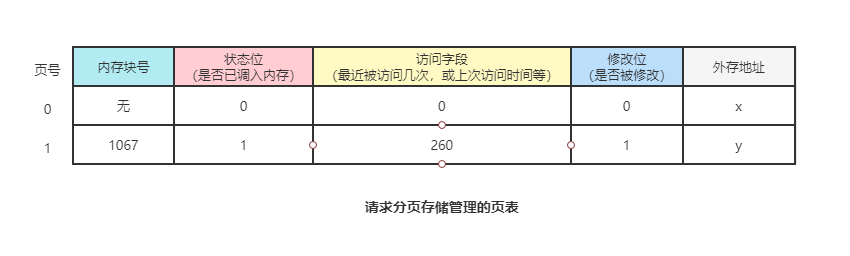 页号 内存块号 状态位 访问字段 修改位 外存地址
（是否已调入内存） （最近被访问几次，或上次访问时间等） （是否被修改）
0 无 0 0 0 x
1 1067 1 260 1 y
请求分页存储管理的页表